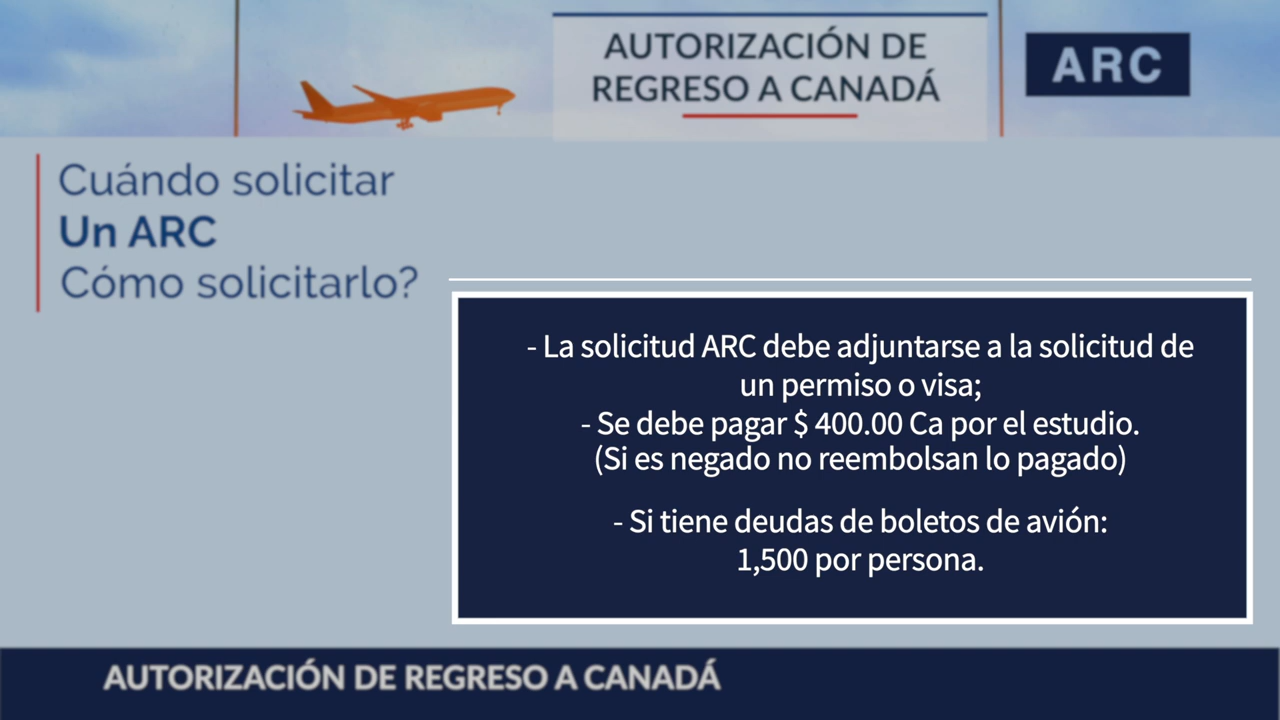 AUTORIZACIÓN DE
REGRESO A CANADÁ
ARC
Cuándo solicitar
Un ARC
Cómo solicitarlo?
- La solicitud ARC debe adjuntarse a la solicitud de
un permiso o visa;
- Se debe pagar $ 400.00 Ca por el estudio.
(Si es negado no reembolsan lo pagado)
- Si tiene deudas de boletos de avión:
1,500 por persona.
AUTORIZACIÓN DE REGRESO A CANADÁ